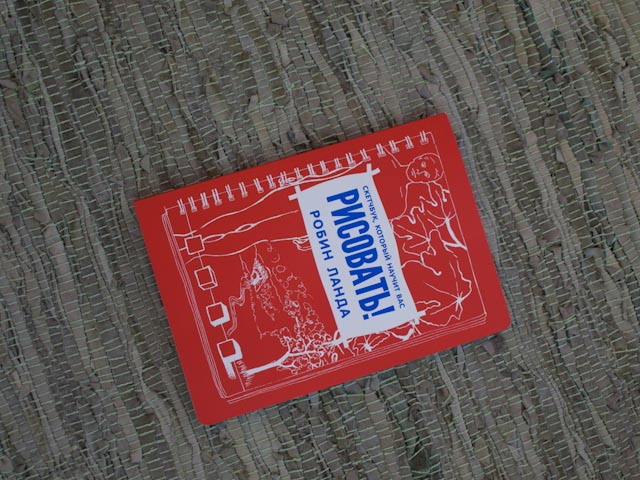 СКЕТЧБУК, КОТОРЫЙ НАУЧИТ ВАС
РИСОВАТЬ!
РОБИН ЛАНДА